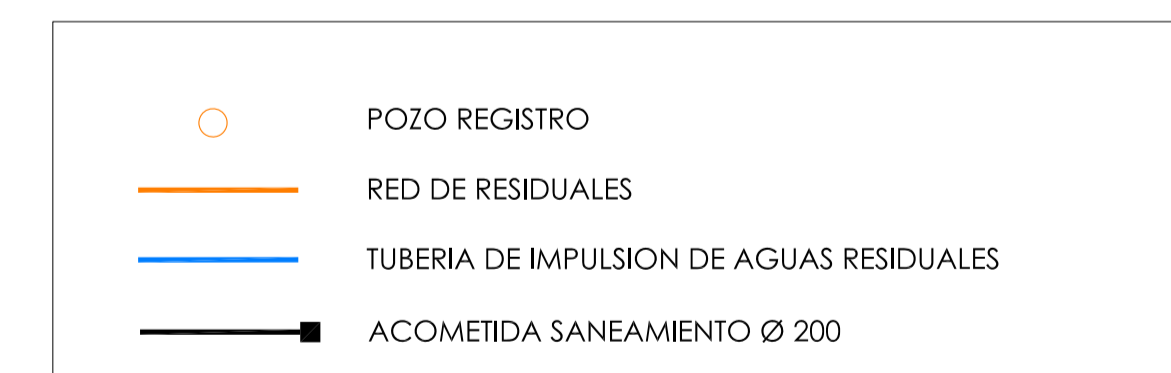 POZO REGISTRO
RED DE RESIDUALES
TUBERIA DE IMPULSION DE AGUAS RESIDUALES
ACOMETIDA SANEAMIENTO Ø 200